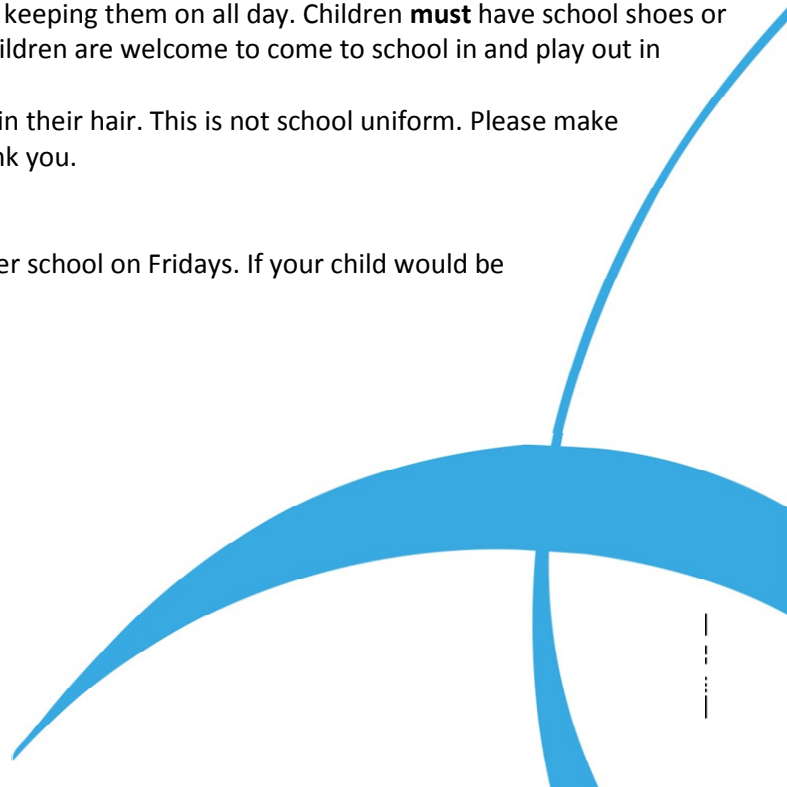 keeping them on all day. Children must have school shoes or
ildren are welcome to come to school in and play out in
in their hair. This is not school uniform. Please make
nk you.
er school on Fridays. If your child would be